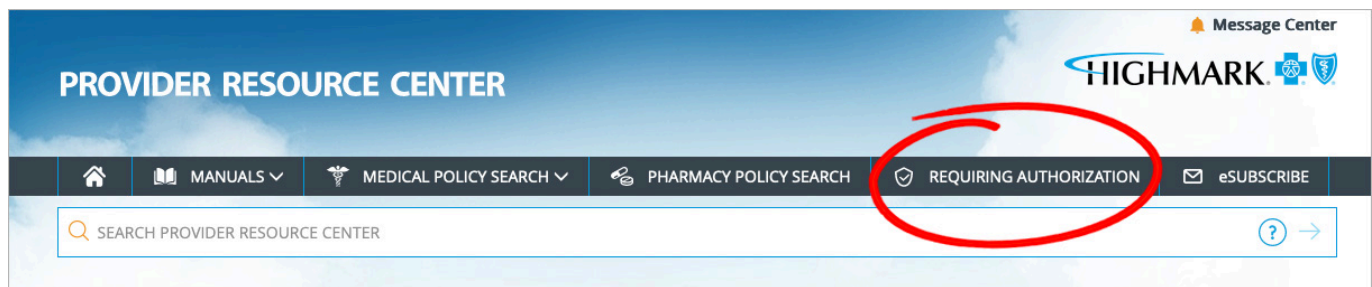 Message Center
PROVIDER RESOURCE CENTER
HIGHMARK
MANUALS MEDICAL POLICY SEARCH PHARMACY POLICY SEARCH REQUIRING AUTHORIZATION eSUBSCRIBE
SEARCH PROVIDER RESOURCE CENTER ?